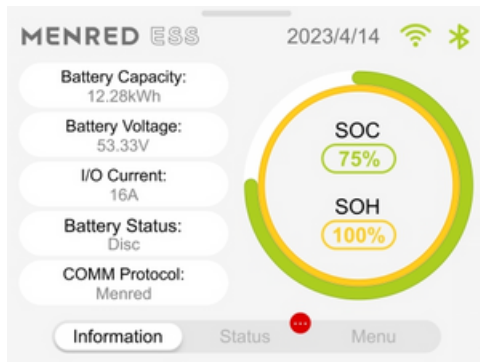 MENRED ESS
2023/4/14
Battery Capacity:
12.28kWh
Battery Voltage:
53.33V
I/O Current:
16A
Battery Status:
Disc
COMM Protocol:
Menred
SOC
75%
SOH
100%
Information
Status
...
Menu